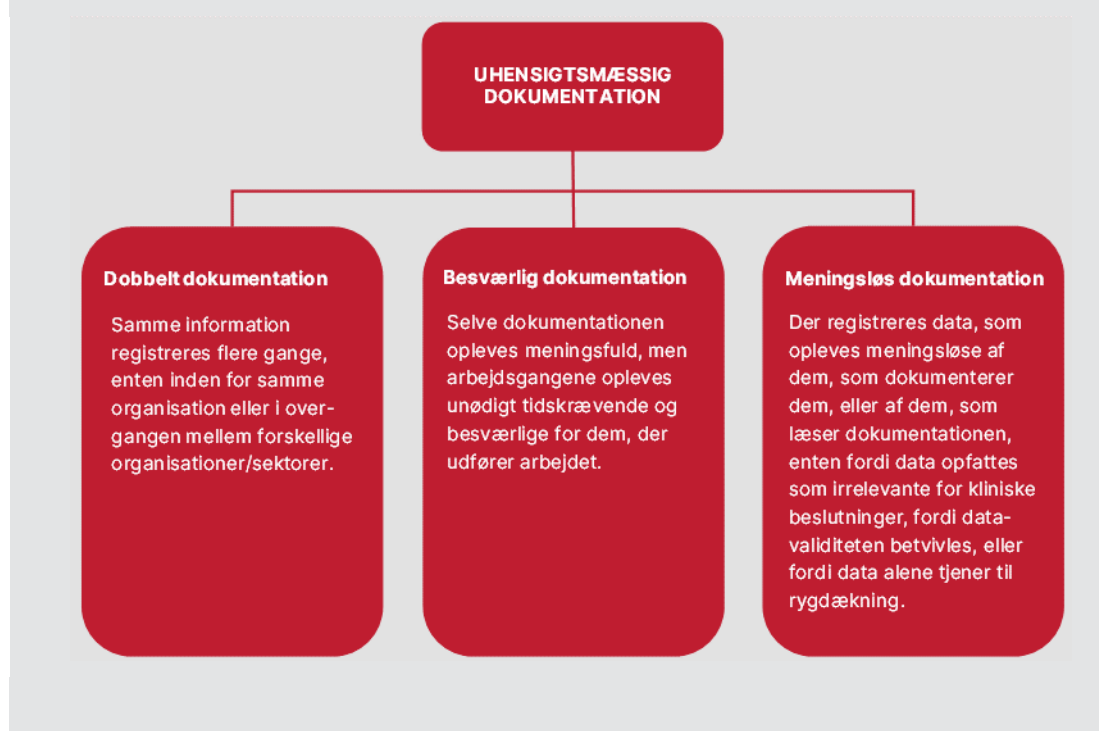 UHENSIGTSMÆSSIG
DOKUMENTATION
Dobbelt dokumentation
Samme information
registreres flere gange,
enten inden for samme
organisation eller i over-
gangen mellem forskellige
organisationer/sektorer.
Besværlig dokumentation
Selve dokumentationen
opleves meningsfuld, men
arbejdsgangene opleves
unødigt tidskrævende og
besværlige for dem, der
udfører arbejdet.
Meningsløs dokumentation
Der registreres data, som
opleves meningsløse af
dem, som dokumenterer
dem, eller af dem, som
læser dokumentationen,
enten fordi data opfattes
som irrelevante for kliniske
beslutninger, fordi data-
validiteten betvivles, eller
fordi data alene tjener til
rygdækning.